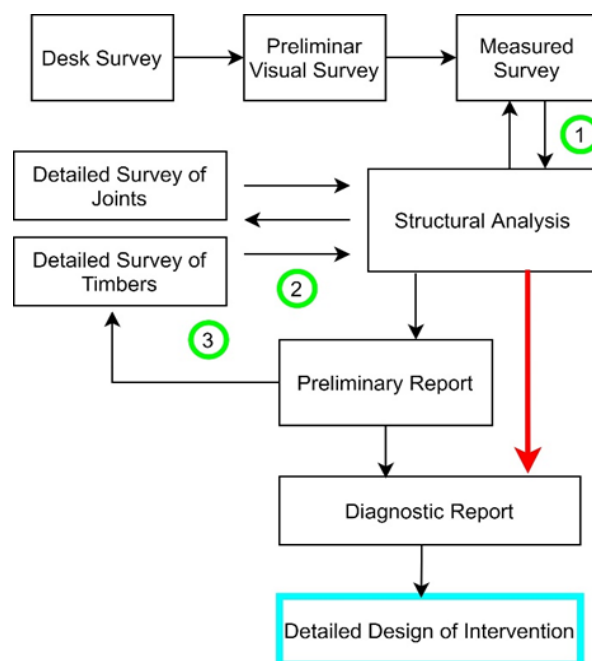 Desk Survey
Preliminar
Visual Survey
Measured
Survey
1
Detailed Survey of
Joints
Structural Analysis
Detailed Survey of
Timbers
2
3
Preliminary Report
Diagnostic Report
Detailed Design of Intervention